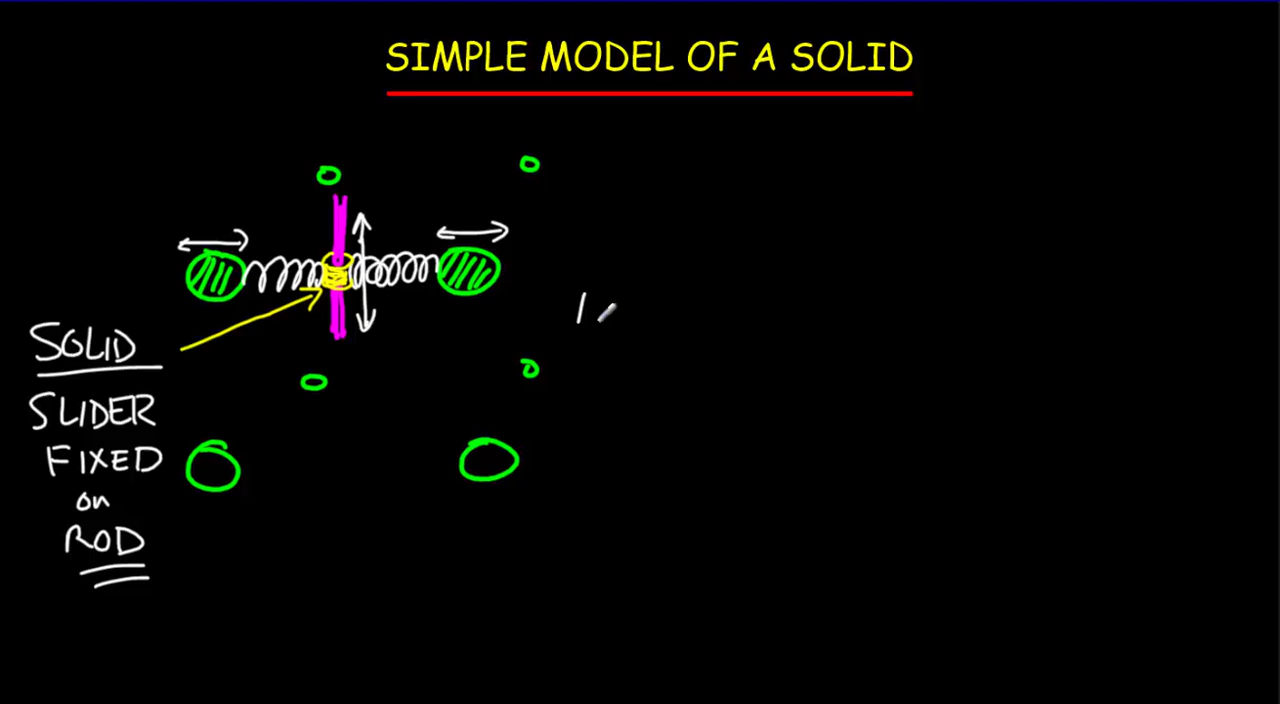 SIMPLE MODEL OF A SOLID
SOLID
SLIDER
FIXED
on
ROD